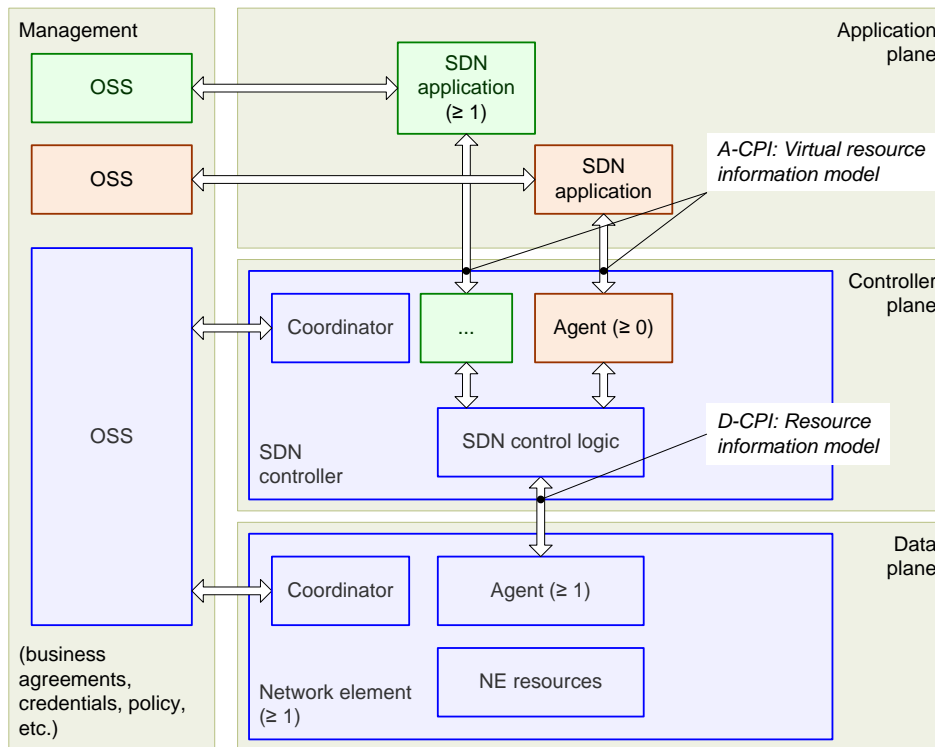 Management
OSS
OSS
OSS
(business
agreements,
credentials, policy,
etc.)
Application
plane
SDN
application
(≥ 1)
SDN
application
A-CPI: Virtual resource
information model
Controller
plane
Coordinator
...
Agent (≥ 0)
SDN control logic
SDN
controller
D-CPI: Resource
information model
Data
plane
Coordinator
Agent (≥ 1)
NE resources
Network element
(≥ 1)